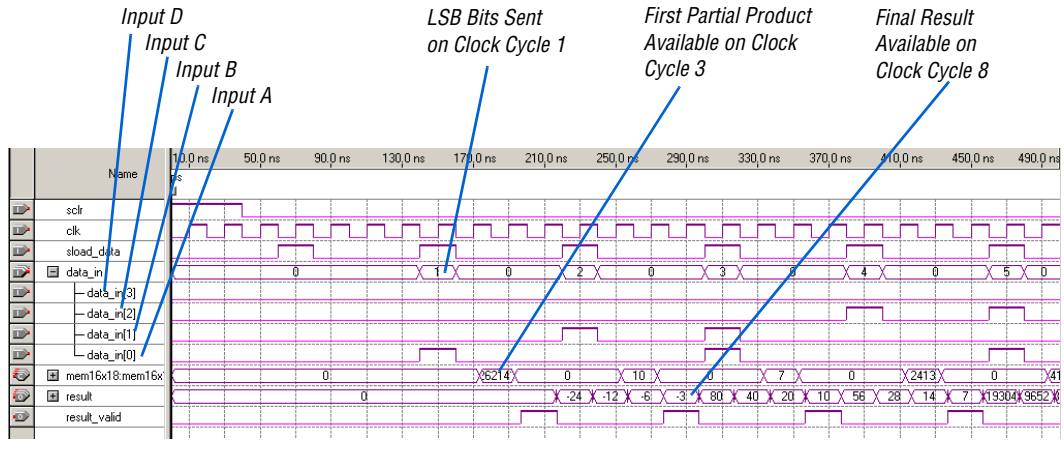 Input D
Input C
Input B
Input A
LSB Bits Sent
on Clock Cycle 1
First Partial Product
Available on Clock
Cycle 3
Final Result
Available on
Clock Cycle 8
Name
10.0 ns 50.0 ns 90.0 ns 130.0 ns 170.0 ns 210.0 ns 250.0 ns 290.0 ns 330.0 ns 370.0 ns 410.0 ns 450.0 ns 490.0 ns
ps
sclr
clk
sload_data
data_in 0 1 0 2 0 3 0 4 0 5 0
data_in[3]
data_in[2]
data_in[1]
data_in[0]
mem16x18:mem16x 0 26214 0 10 0 7 0 2413 0 41
result 0 -24 -12 -6 -3 80 40 20 10 56 28 14 7 19304 9652
result_valid